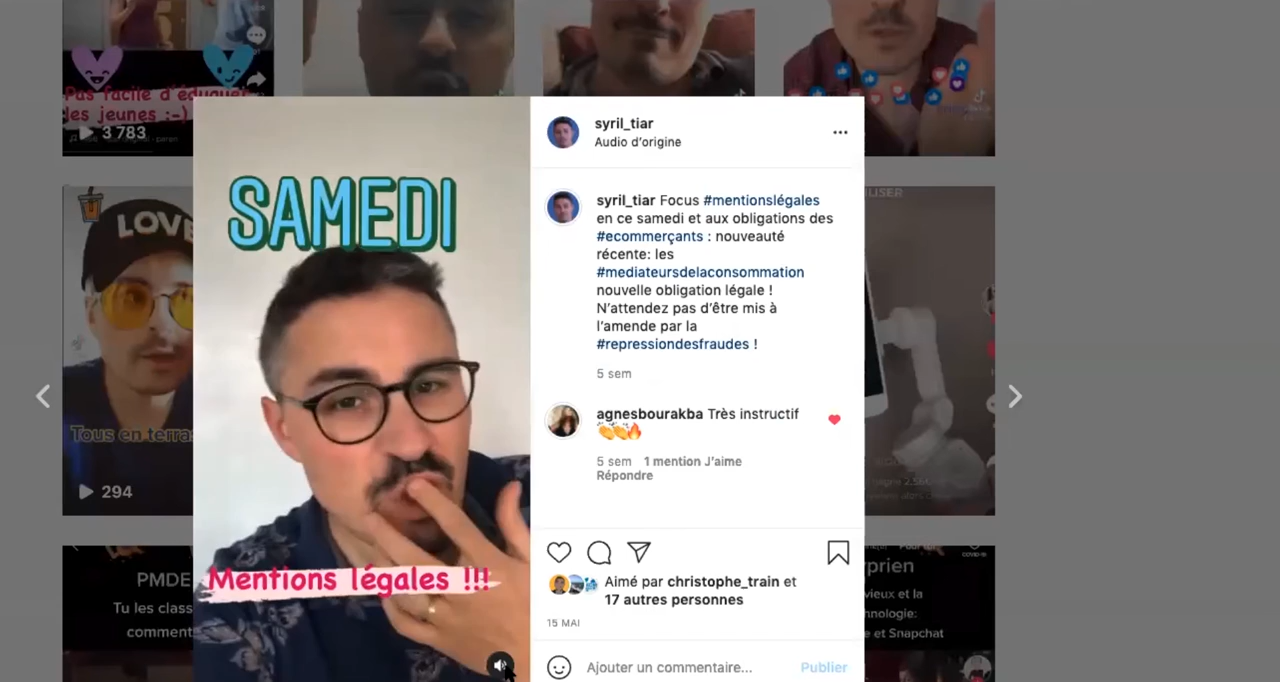 Pas facile d'éduquer
les jeunes :-)
3 783
LOVE
Tous en terras
294
PMDE
Tu les class
comment
SAMEDI
Mentions légales !!!
syril_tiar
Audio d'origine
syril_tiar Focus #mentionslégales
en ce samedi et aux obligations des
#ecommerçants : nouveauté
récente: les
#mediateursdelaconsommation
nouvelle obligation légale !
N'attendez pas d'être mis à
l'amende par la
#repressiondesfraudes !
5 sem
agnesbourakba Très instructif
5 sem 1 mention J'aime
Répondre
Aimé par christophe_train et
17 autres personnes
15 MAI
Ajouter un commentaire... Publier
LISER
prien
vieux et la
hnologie:
e et Snapchat